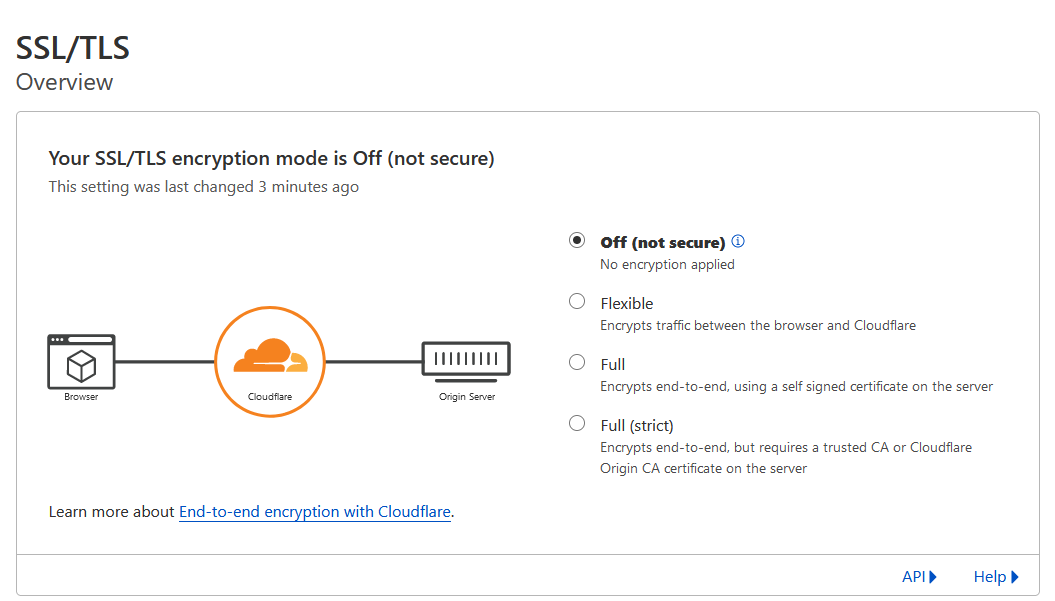 SSL/TLS
Overview
Your SSL/TLS encryption mode is Off (not secure)
This setting was last changed 3 minutes ago
Off (not secure)
No encryption applied
Flexible
Encrypts traffic between the browser and Cloudflare
Full
Encrypts end-to-end, using a self signed certificate on the server
Full (strict)
Encrypts end-to-end, but requires a trusted CA or Cloudflare
Origin CA certificate on the server
Browser
Cloudflare
Origin Server
Learn more about End-to-end encryption with Cloudflare.
API
Help